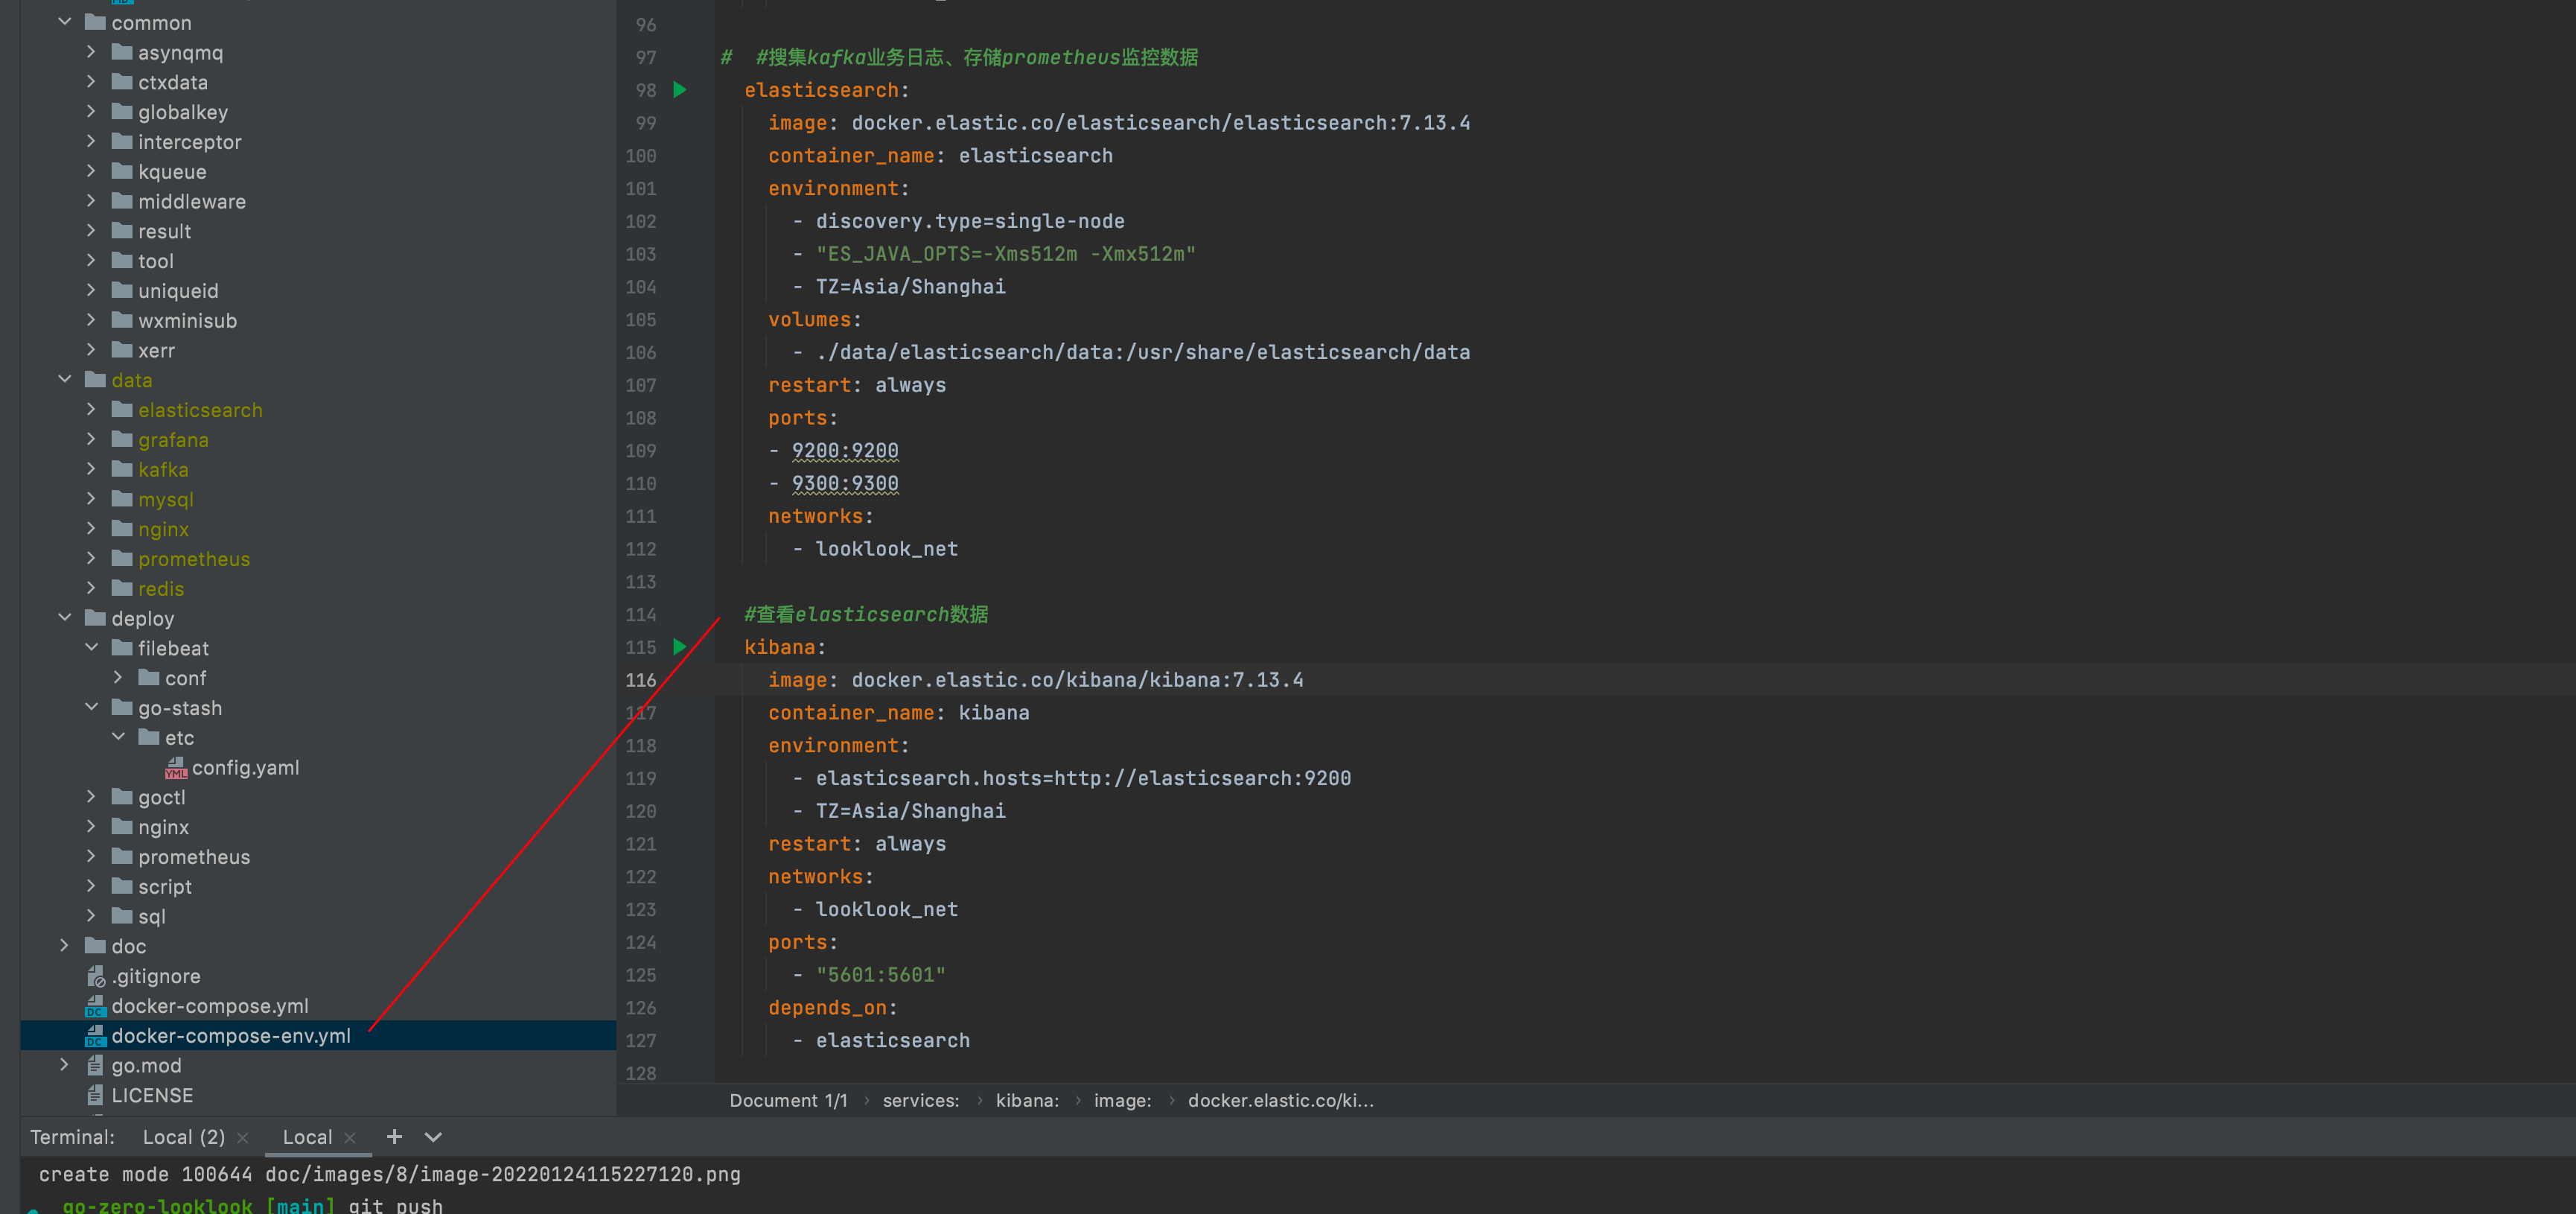 common
asynqmq
ctxdata
globalkey
interceptor
kqueue
middleware
result
tool
uniqueid
wxminisub
xerr
data
elasticsearch
grafana
kafka
mysql
nginx
prometheus
redis
deploy
filebeat
conf
go-stash
etc
config.yaml
goctl
nginx
prometheus
script
sql
doc
.gitignore
docker-compose.yml
docker-compose-env.yml
go.mod
LICENSE
96
97 #  #搜集kafka业务日志、存储prometheus监控数据
98 elasticsearch:
99 image: docker.elastic.co/elasticsearch/elasticsearch:7.13.4
100 container_name: elasticsearch
101 environment:
102 - discovery.type=single-node
103 - "ES_JAVA_OPTS=-Xms512m -Xmx512m"
104 - TZ=Asia/Shanghai
105 volumes:
106 - ./data/elasticsearch/data:/usr/share/elasticsearch/data
107 restart: always
108 ports:
109 - 9200:9200
110 - 9300:9300
111 networks:
112 - looklook_net
113
114 #查看elasticsearch数据
115 kibana:
116 image: docker.elastic.co/kibana/kibana:7.13.4
117 container_name: kibana
118 environment:
119 - elasticsearch.hosts=http://elasticsearch:9200
120 - TZ=Asia/Shanghai
121 restart: always
122 networks:
123 - looklook_net
124 ports:
125 - "5601:5601"
126 depends_on:
127 - elasticsearch
128
Document 1/1 › services: › kibana: › image: › docker.elastic.co/ki...
Terminal: Local (2) × Local × +
create mode 100644 doc/images/8/image-20220124115227120.png
go-zero-looklook [main] git push